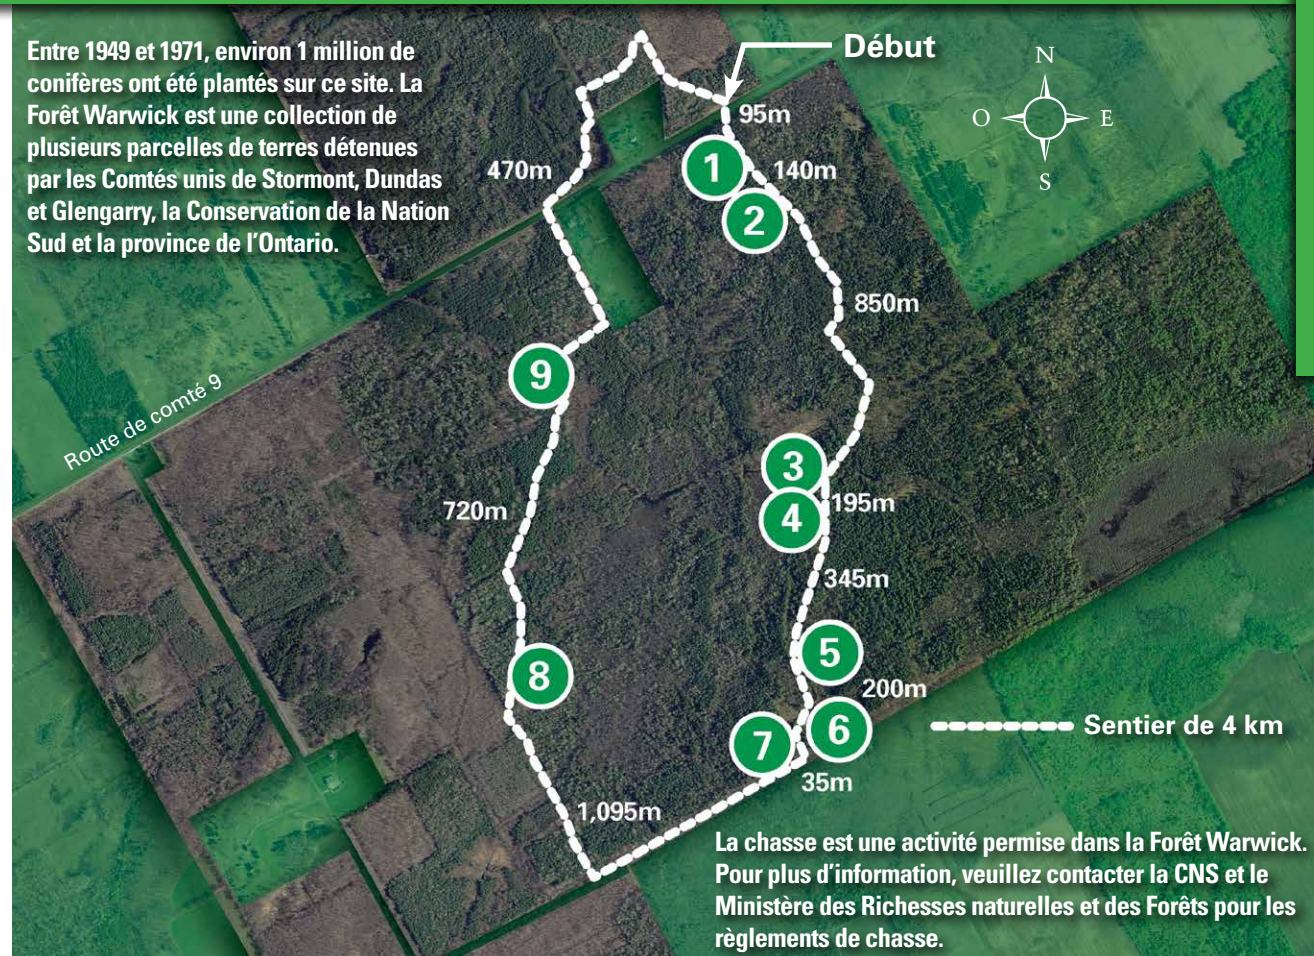 Entre 1949 et 1971, environ 1 million de
conifères ont été plantés sur ce site. La
Forêt Warwick est une collection de
plusieurs parcelles de terres détenues
par les Comtés unis de Stormont, Dundas
et Glengarry, la Conservation de la Nation
Sud et la province de l'Ontario.
Début
N
O
E
S
95m
1
140m
2
470m
850m
9
Route de comté 9
3
195m
4
720m
345m
5
8
200m
6
7
Sentier de 4 km
35m
1,095m
La chasse est une activité permise dans la Forêt Warwick.
Pour plus d'information, veuillez contacter la CNS et le
Ministère des Richesses naturelles et des Forêts pour les
règlements de chasse.